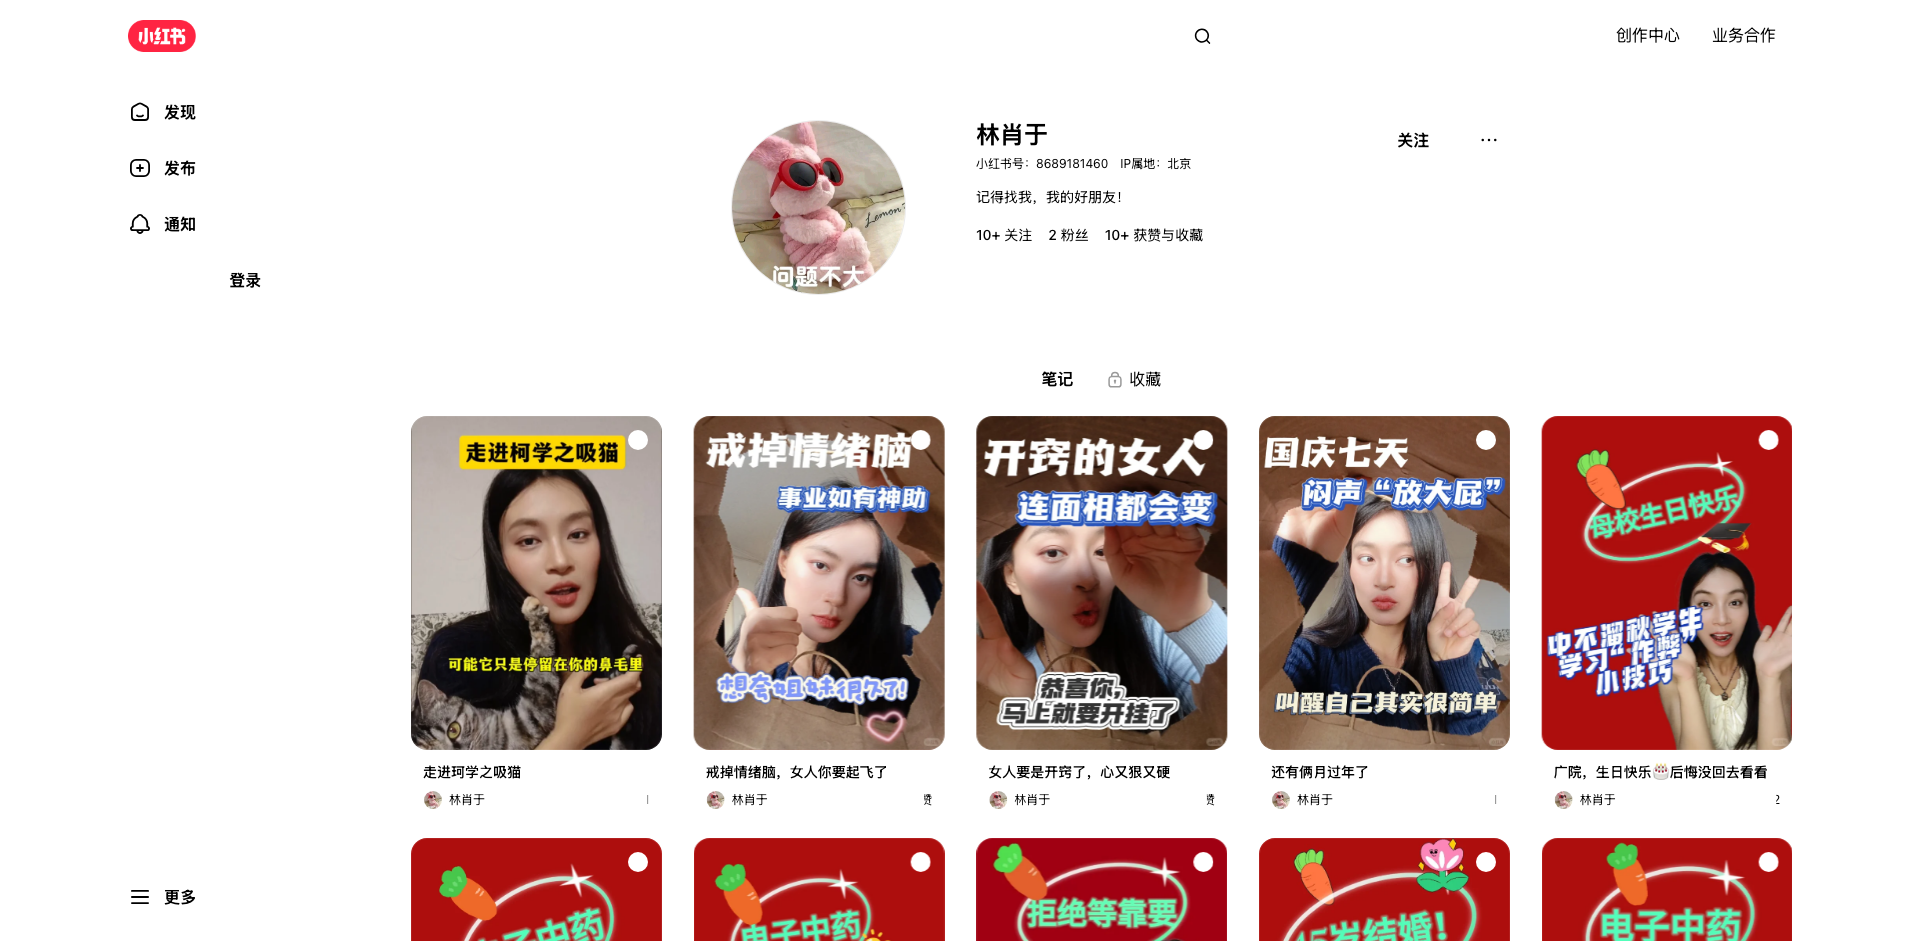 小红书
创作中心
业务合作
发现
发布
通知
登录
更多
问题不大
Lemon
林肖于
关注
小红书号：8689181460 IP属地：北京
记得找我，我的好朋友！
10+ 关注 2 粉丝 10+ 获赞与收藏
笔记
收藏
走进柯学之吸猫
可能它只是停留在你的鼻毛里
走进珂学之吸猫
林肖于
戒掉情绪脑
事业如有神助
想夸姐妹很久了！
戒掉情绪脑，女人你要起飞了
林肖于
开窍的女人
连面相都会变
恭喜你，
马上就要开挂了
女人要是开窍了，心又狠又硬
林肖于
国庆七天
闷声“放大屁”
叫醒自己其实很简单
还有俩月过年了
林肖于
母校生日快乐
中不溜秋学生
学习“作弊”
小技巧
广院，生日快乐🎂后悔没回去看看
林肖于
2
电子中药
电子中药
拒绝等靠要
45岁结婚！
电子中药